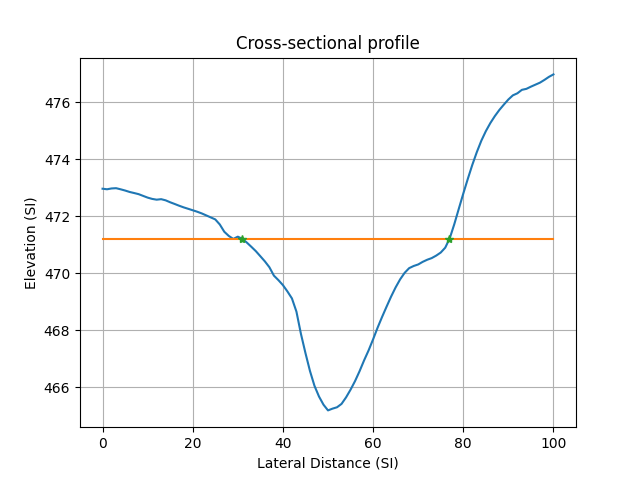 Cross-sectional profile
476
474
472
470
468
466
Elevation (SI)
0 20 40 60 80 100
Lateral Distance (SI)